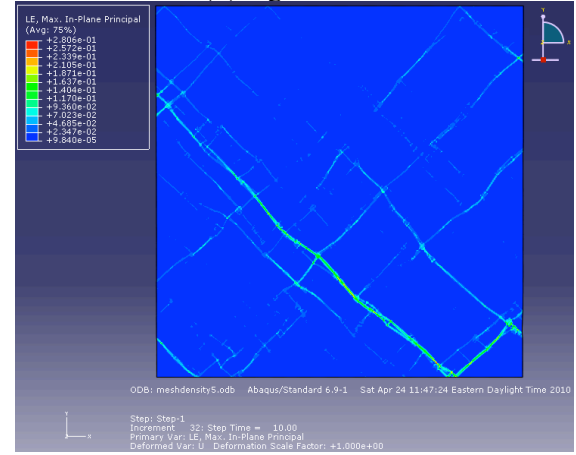 LE, Max. In-Plane Principal
(Avg: 75%)
+2.806e-01
+2.572e-01
+2.339e-01
+2.105e-01
+1.871e-01
+1.637e-01
+1.404e-01
+1.170e-01
+9.360e-02
+7.023e-02
+4.685e-02
+2.347e-02
+9.840e-05
Y
X
ODB: meshdensity5.odb Abaqus/Standard 6.9-1 Sat Apr 24 11:47:24 Eastern Daylight Time 2010
Y
X
Step: Step-1
Increment 32: Step Time = 10.00
Primary Var: LE, Max. In-Plane Principal
Deformed Var: U Deformation Scale Factor: +1.000e+00